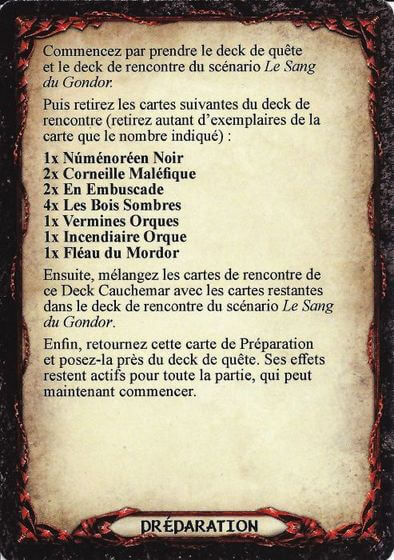 Commencez par prendre le deck de quête
et le deck de rencontre du scénario Le Sang
du Gondor.
Puis retirez les cartes suivantes du deck de
rencontre (retirez autant d'exemplaires de la
carte que le nombre indiqué) :
1x Núménoréen Noir
2x Corneille Maléfique
2x En Embuscade
4x Les Bois Sombres
1x Vermines Orques
1x Incendiaire Orque
1x Fléau du Mordor
Ensuite, mélangez les cartes de rencontre de
ce Deck Cauchemar avec les cartes restantes
dans le deck de rencontre du scénario Le Sang
du Gondor.
Enfin, retournez cette carte de Préparation
et posez-la près du deck de quête. Ses effets
restent actifs pour toute la partie, qui peut
maintenant commencer.
PRÉPARATION